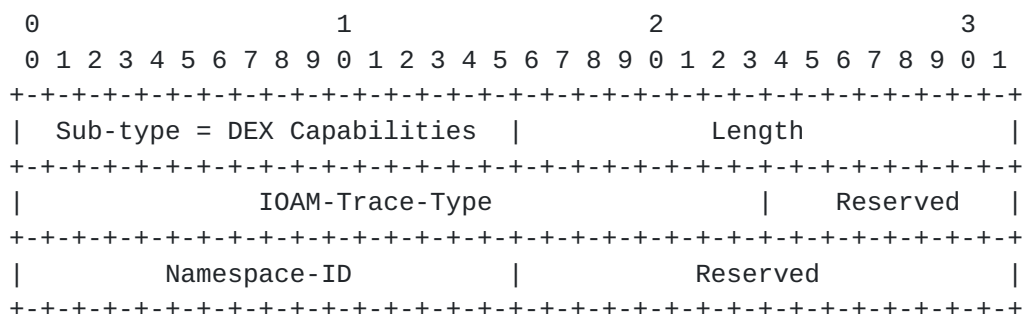 0                   1                   2                   3
 0 1 2 3 4 5 6 7 8 9 0 1 2 3 4 5 6 7 8 9 0 1 2 3 4 5 6 7 8 9 0 1
+-+-+-+-+-+-+-+-+-+-+-+-+-+-+-+-+-+-+-+-+-+-+-+-+-+-+-+-+-+-+-+-+
|  Sub-type = DEX Capabilities  |            Length             |
+-+-+-+-+-+-+-+-+-+-+-+-+-+-+-+-+-+-+-+-+-+-+-+-+-+-+-+-+-+-+-+-+
|               IOAM-Trace-Type                 |    Reserved   |
+-+-+-+-+-+-+-+-+-+-+-+-+-+-+-+-+-+-+-+-+-+-+-+-+-+-+-+-+-+-+-+-+
|         Namespace-ID          |           Reserved            |
+-+-+-+-+-+-+-+-+-+-+-+-+-+-+-+-+-+-+-+-+-+-+-+-+-+-+-+-+-+-+-+-+